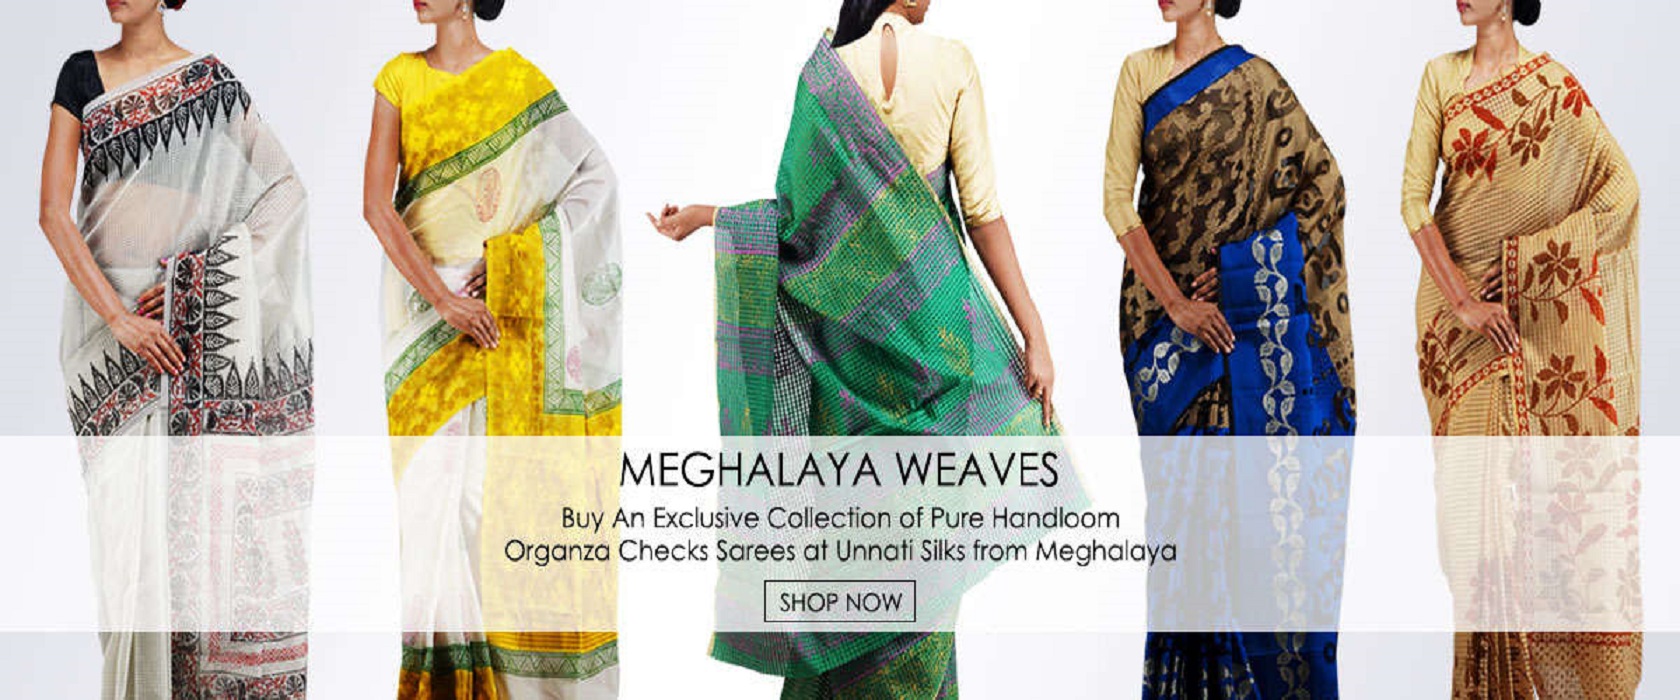 MEGHALAYA WEAVES
Buy An Exclusive Collection of Pure Handloom
Organza Checks Sarees at Unnati Silks from Meghalaya
SHOP NOW